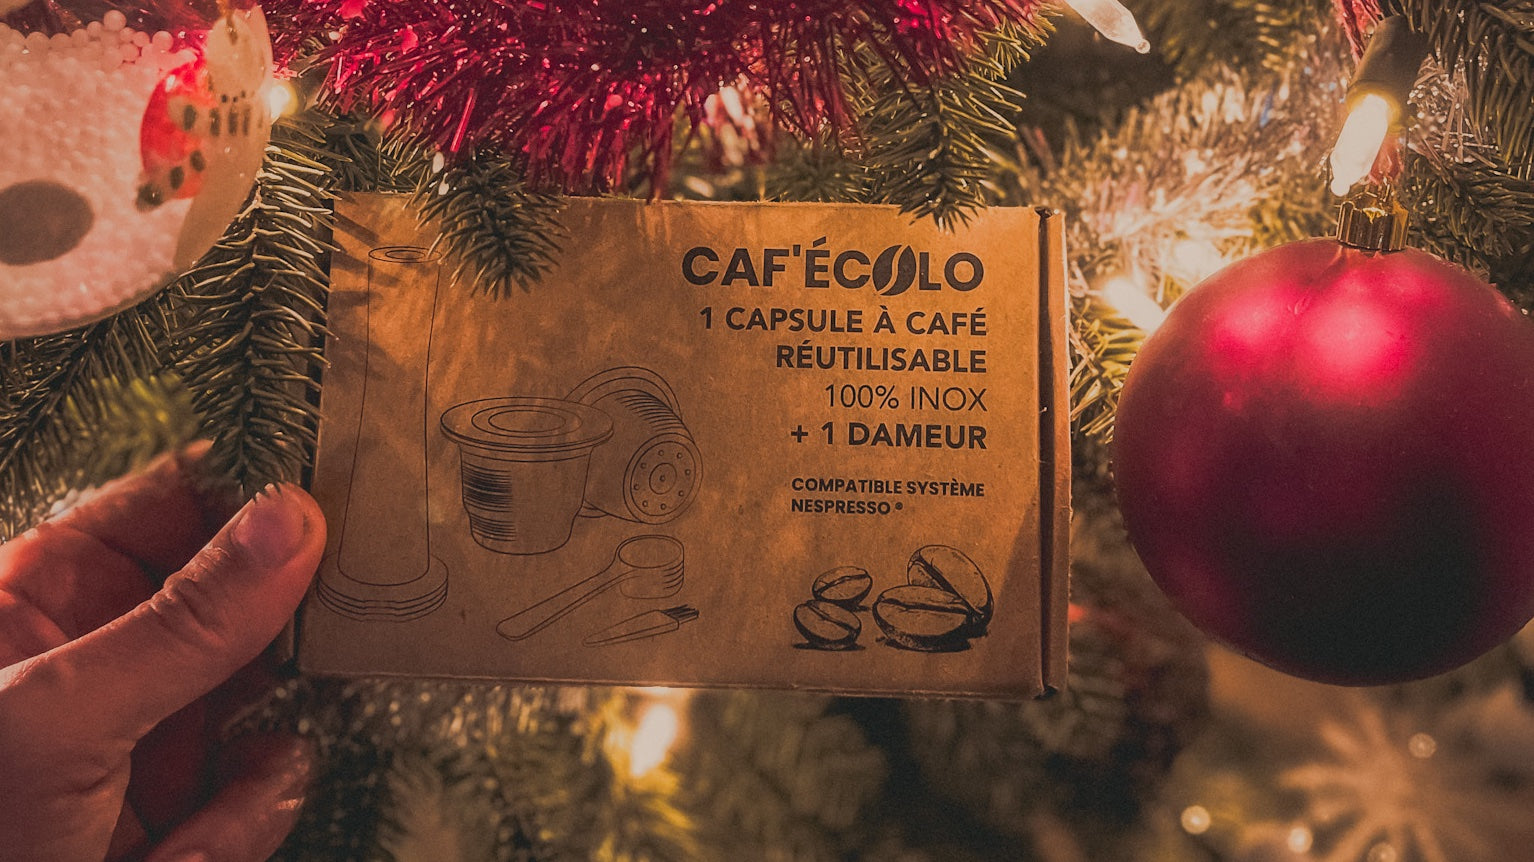 CAF'ÉCOLO
1 CAPSULE À CAFÉ
RÉUTILISABLE
100% INOX
+ 1 DAMEUR
COMPATIBLE SYSTÈME
NESPRESSO ®